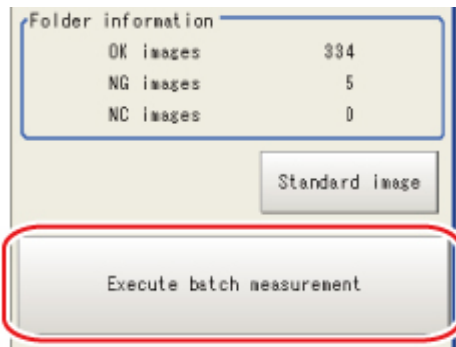 Folder information
OK images 334
NG images 5
NC images 0
Standard image
Execute batch measurement